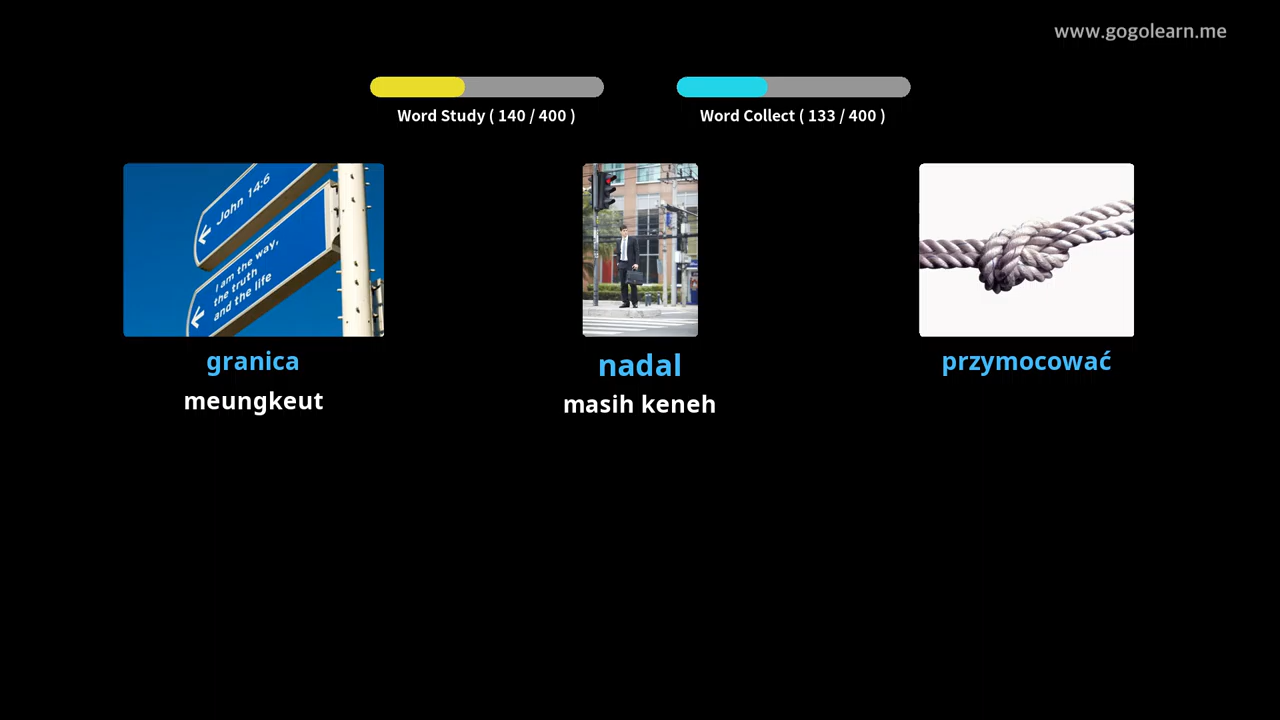 www.gogolearn.me
Word Study ( 140 / 400 )
Word Collect ( 133 / 400 )
John 14:6
I am the way,
the truth
and the life
granica
meungkeut
nadal
masih keneh
przymocować